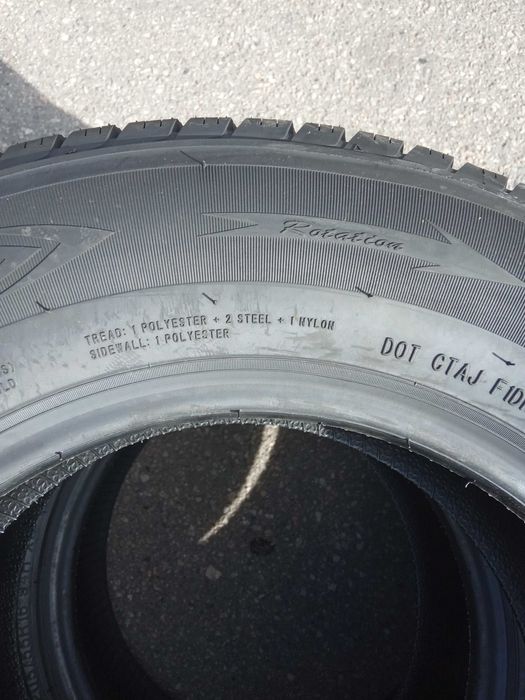 Rotation
TREAD: 1 POLYESTER + 2 STEEL + 1 NYLON
SIDEWALL: 1 POLYESTER
DOT CTAJ